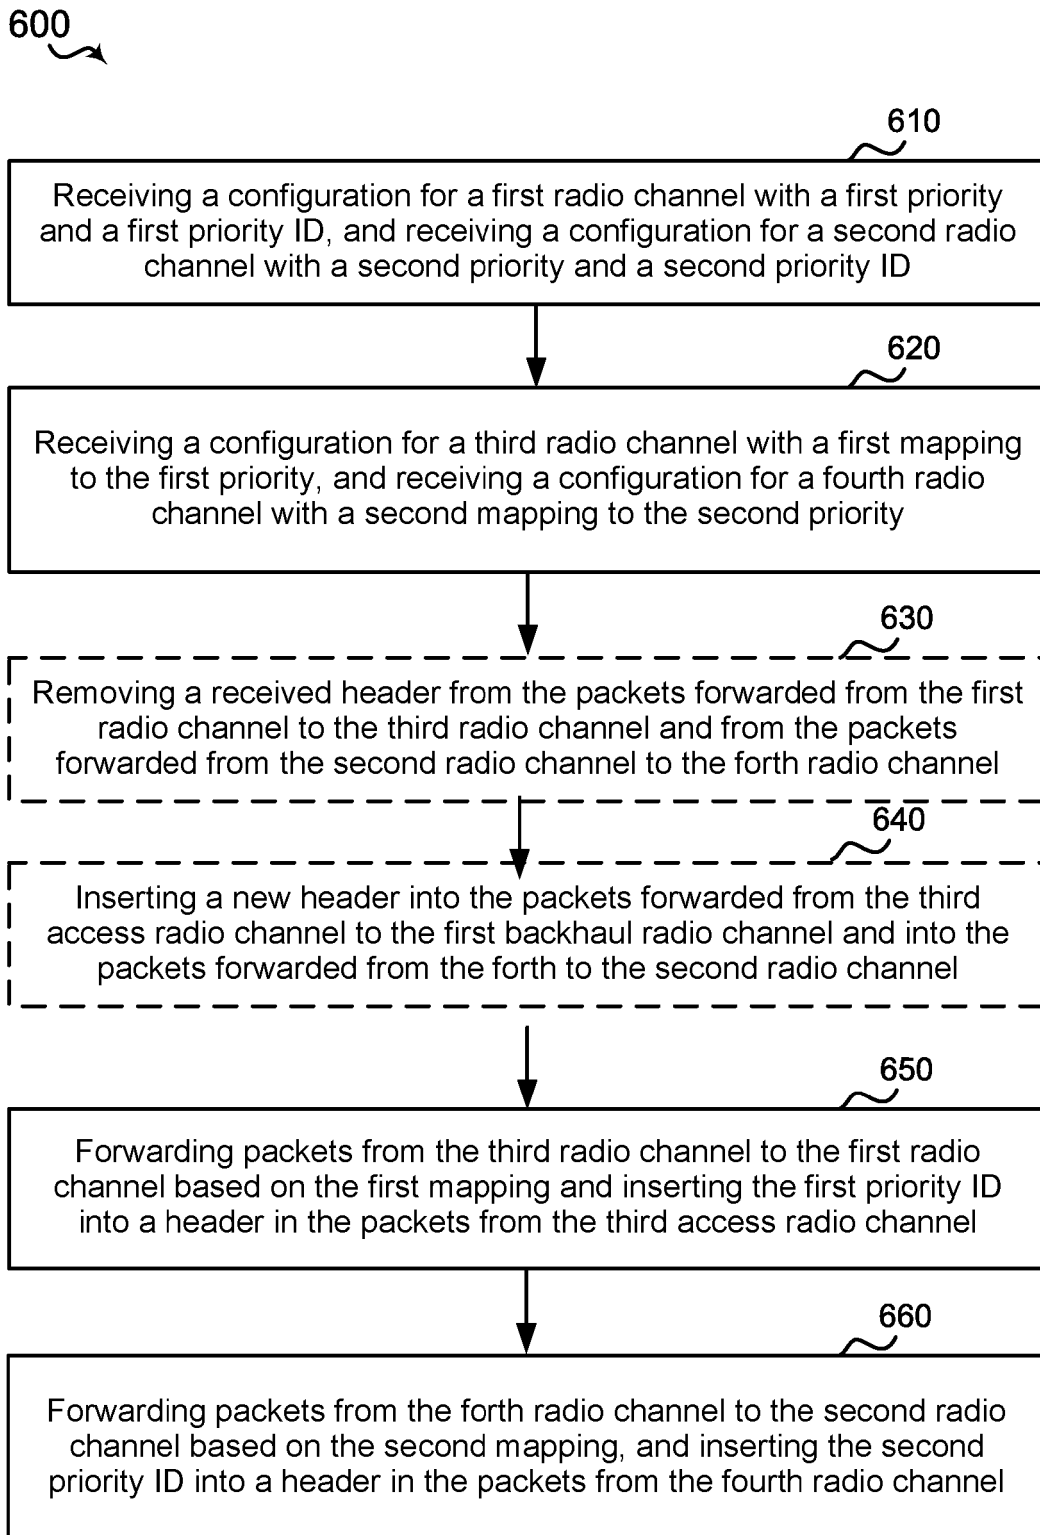 600
610
Receiving a configuration for a first radio channel with a first priority
and a first priority ID, and receiving a configuration for a second radio
channel with a second priority and a second priority ID
620
Receiving a configuration for a third radio channel with a first mapping
to the first priority, and receiving a configuration for a fourth radio
channel with a second mapping to the second priority
630
Removing a received header from the packets forwarded from the first
radio channel to the third radio channel and from the packets
forwarded from the second radio channel to the forth radio channel
640
Inserting a new header into the packets forwarded from the third
access radio channel to the first backhaul radio channel and into the
packets forwarded from the forth to the second radio channel
650
Forwarding packets from the third radio channel to the first radio
channel based on the first mapping and inserting the first priority ID
into a header in the packets from the third access radio channel
660
Forwarding packets from the forth radio channel to the second radio
channel based on the second mapping, and inserting the second
priority ID into a header in the packets from the fourth radio channel